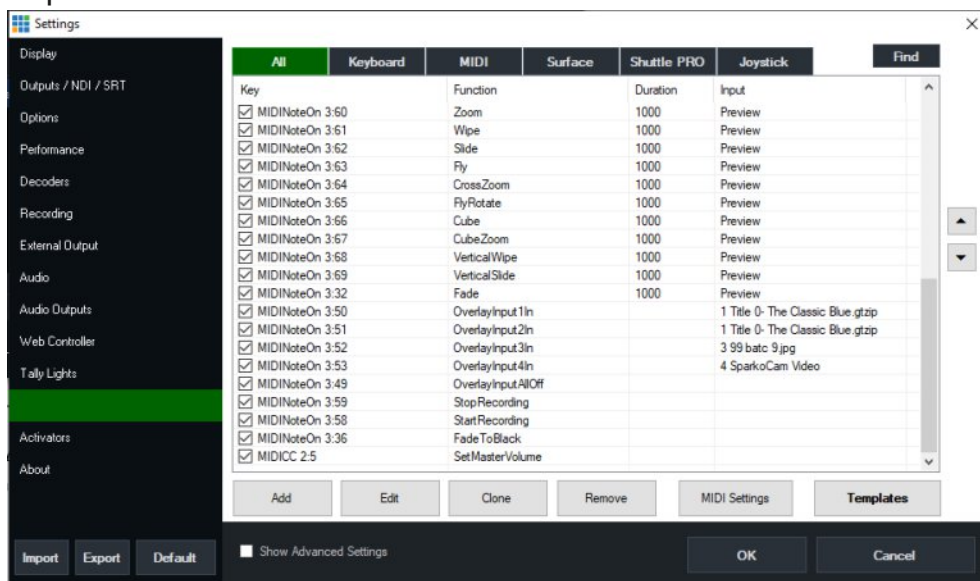 Settings
Display
Outputs / NDI / SRT
Options
Performance
Decoders
Recording
External Output
Audio
Audio Outputs
Web Controller
Tally Lights
Activators
About
Import Export Default
All Keyboard MIDI Surface Shuttle PRO Joystick Find
Key Function Duration Input
MIDINoteOn 3:60 Zoom 1000 Preview
MIDINoteOn 3:61 Wipe 1000 Preview
MIDINoteOn 3:62 Slide 1000 Preview
MIDINoteOn 3:63 Fly 1000 Preview
MIDINoteOn 3:64 CrossZoom 1000 Preview
MIDINoteOn 3:65 FlyRotate 1000 Preview
MIDINoteOn 3:66 Cube 1000 Preview
MIDINoteOn 3:67 CubeZoom 1000 Preview
MIDINoteOn 3:68 VerticalWipe 1000 Preview
MIDINoteOn 3:69 VerticalSlide 1000 Preview
MIDINoteOn 3:32 Fade 1000 Preview
MIDINoteOn 3:50 OverlayInput1In 1 Title 0- The Classic Blue.gtzip
MIDINoteOn 3:51 OverlayInput2In 1 Title 0- The Classic Blue.gtzip
MIDINoteOn 3:52 OverlayInput3In 3 99 batc 9.jpg
MIDINoteOn 3:53 OverlayInput4In 4 SparkoCam Video
MIDINoteOn 3:49 OverlayInputAllOff
MIDINoteOn 3:59 StopRecording
MIDINoteOn 3:58 StartRecording
MIDINoteOn 3:36 FadeToBlack
MIDICC 2:5 SetMasterVolume
Add Edit Clone Remove MIDI Settings Templates
Show Advanced Settings OK Cancel